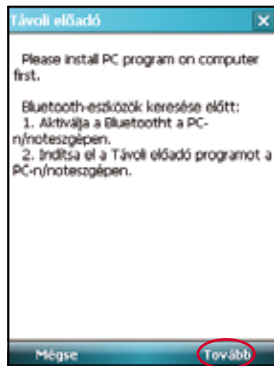 Távoli előadó
Please install PC program on computer
first.
Bluetooth-eszközök keresése előtt:
1. Aktiválja a Bluetootht a PC-
n/noteszgépen.
2. Indítsa el a Távoli előadó programot a
PC-n/noteszgépen.
Mégse
Tovább